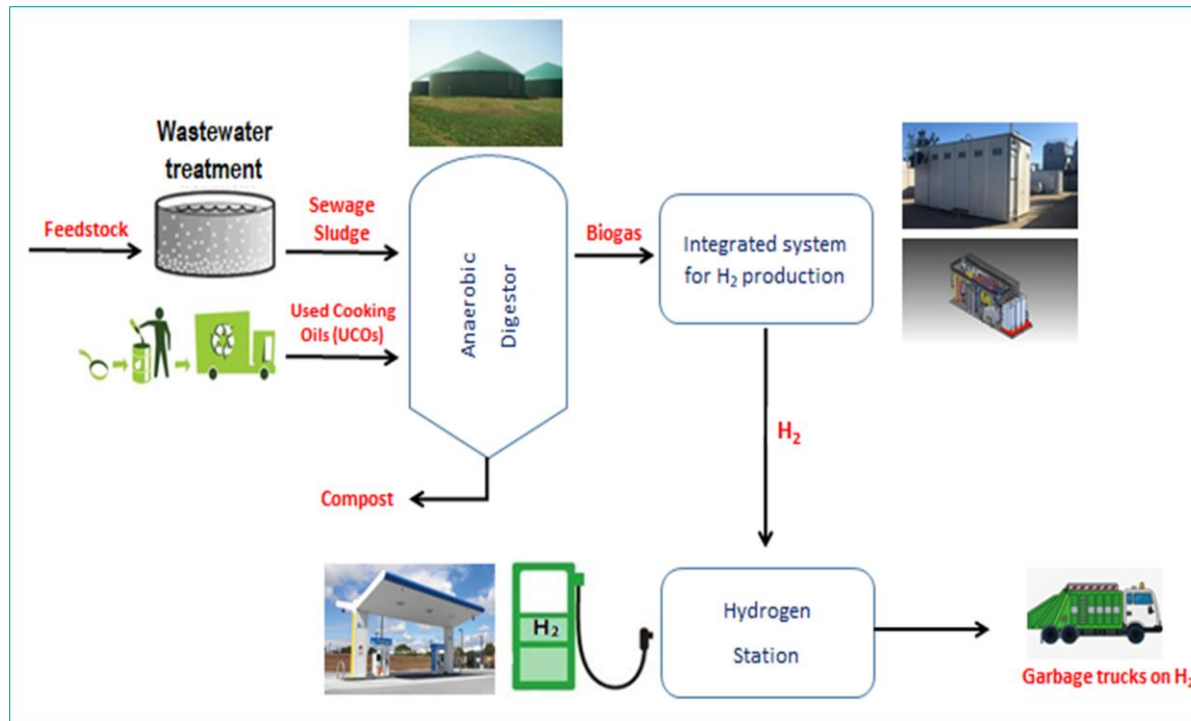 Wastewater
treatment
Feedstock
Sewage
Sludge
Used Cooking
Oils (UCOs)
Anaerobic
Digestor
Biogas
Integrated system
for H₂ production
H₂
Compost
H₂
Hydrogen
Station
Garbage trucks on H₂